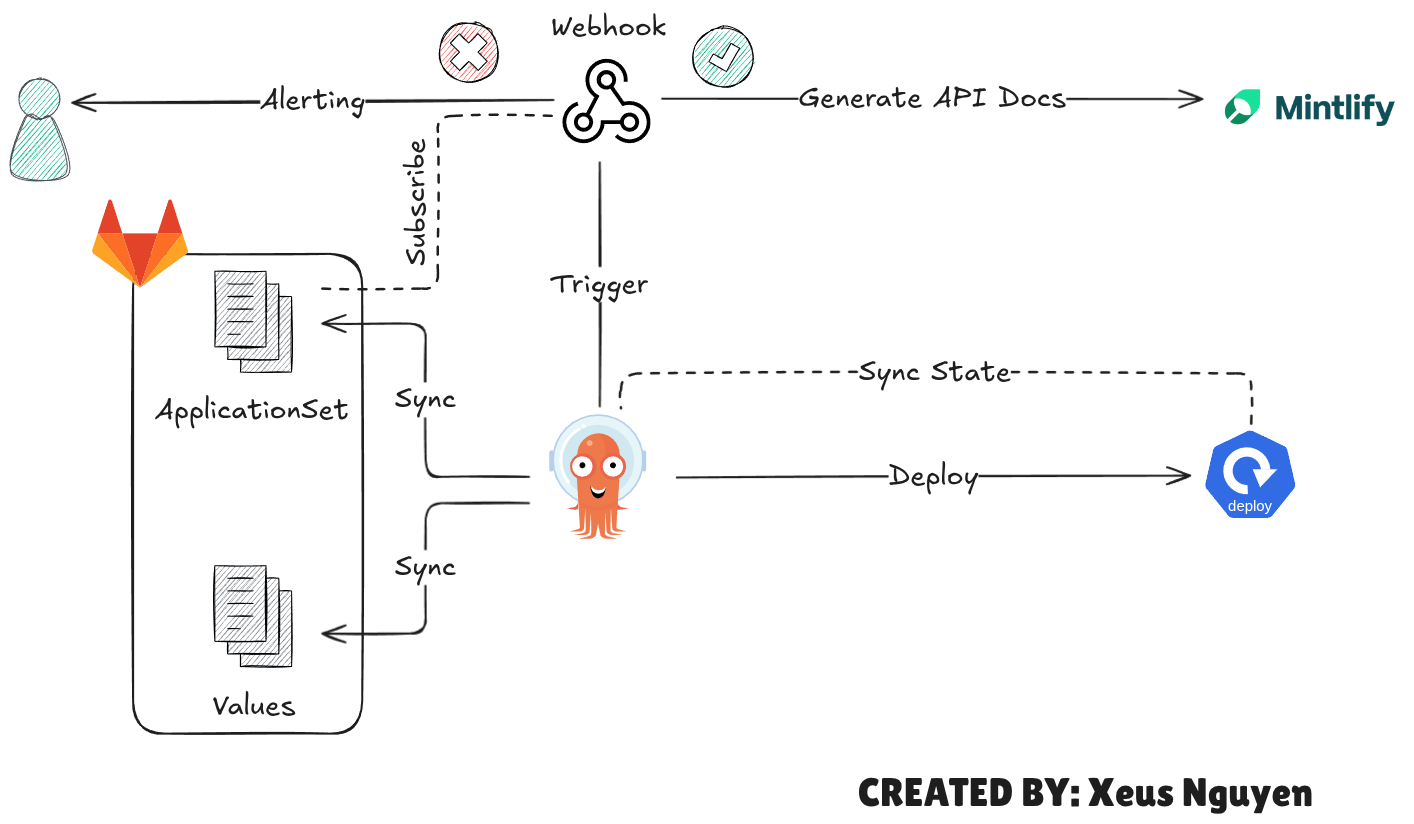 Webhook
Alerting
Generate API Docs
Mintlify
Subscribe
Trigger
Sync State
ApplicationSet
Sync
Deploy
deploy
Sync
Values
CREATED BY: Xeus Nguyen